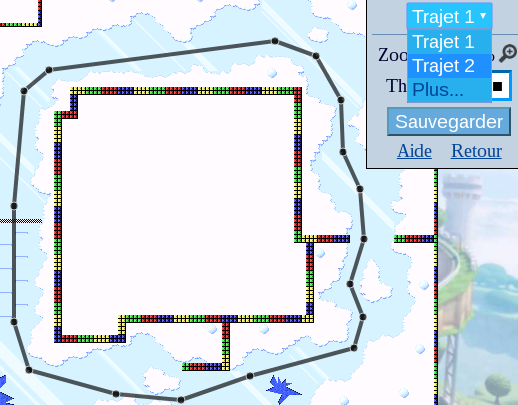 Trajet 1
Trajet 1
Zoo
o
Trajet 2
Th
Plus...
Sauvegarder
Aide Retour